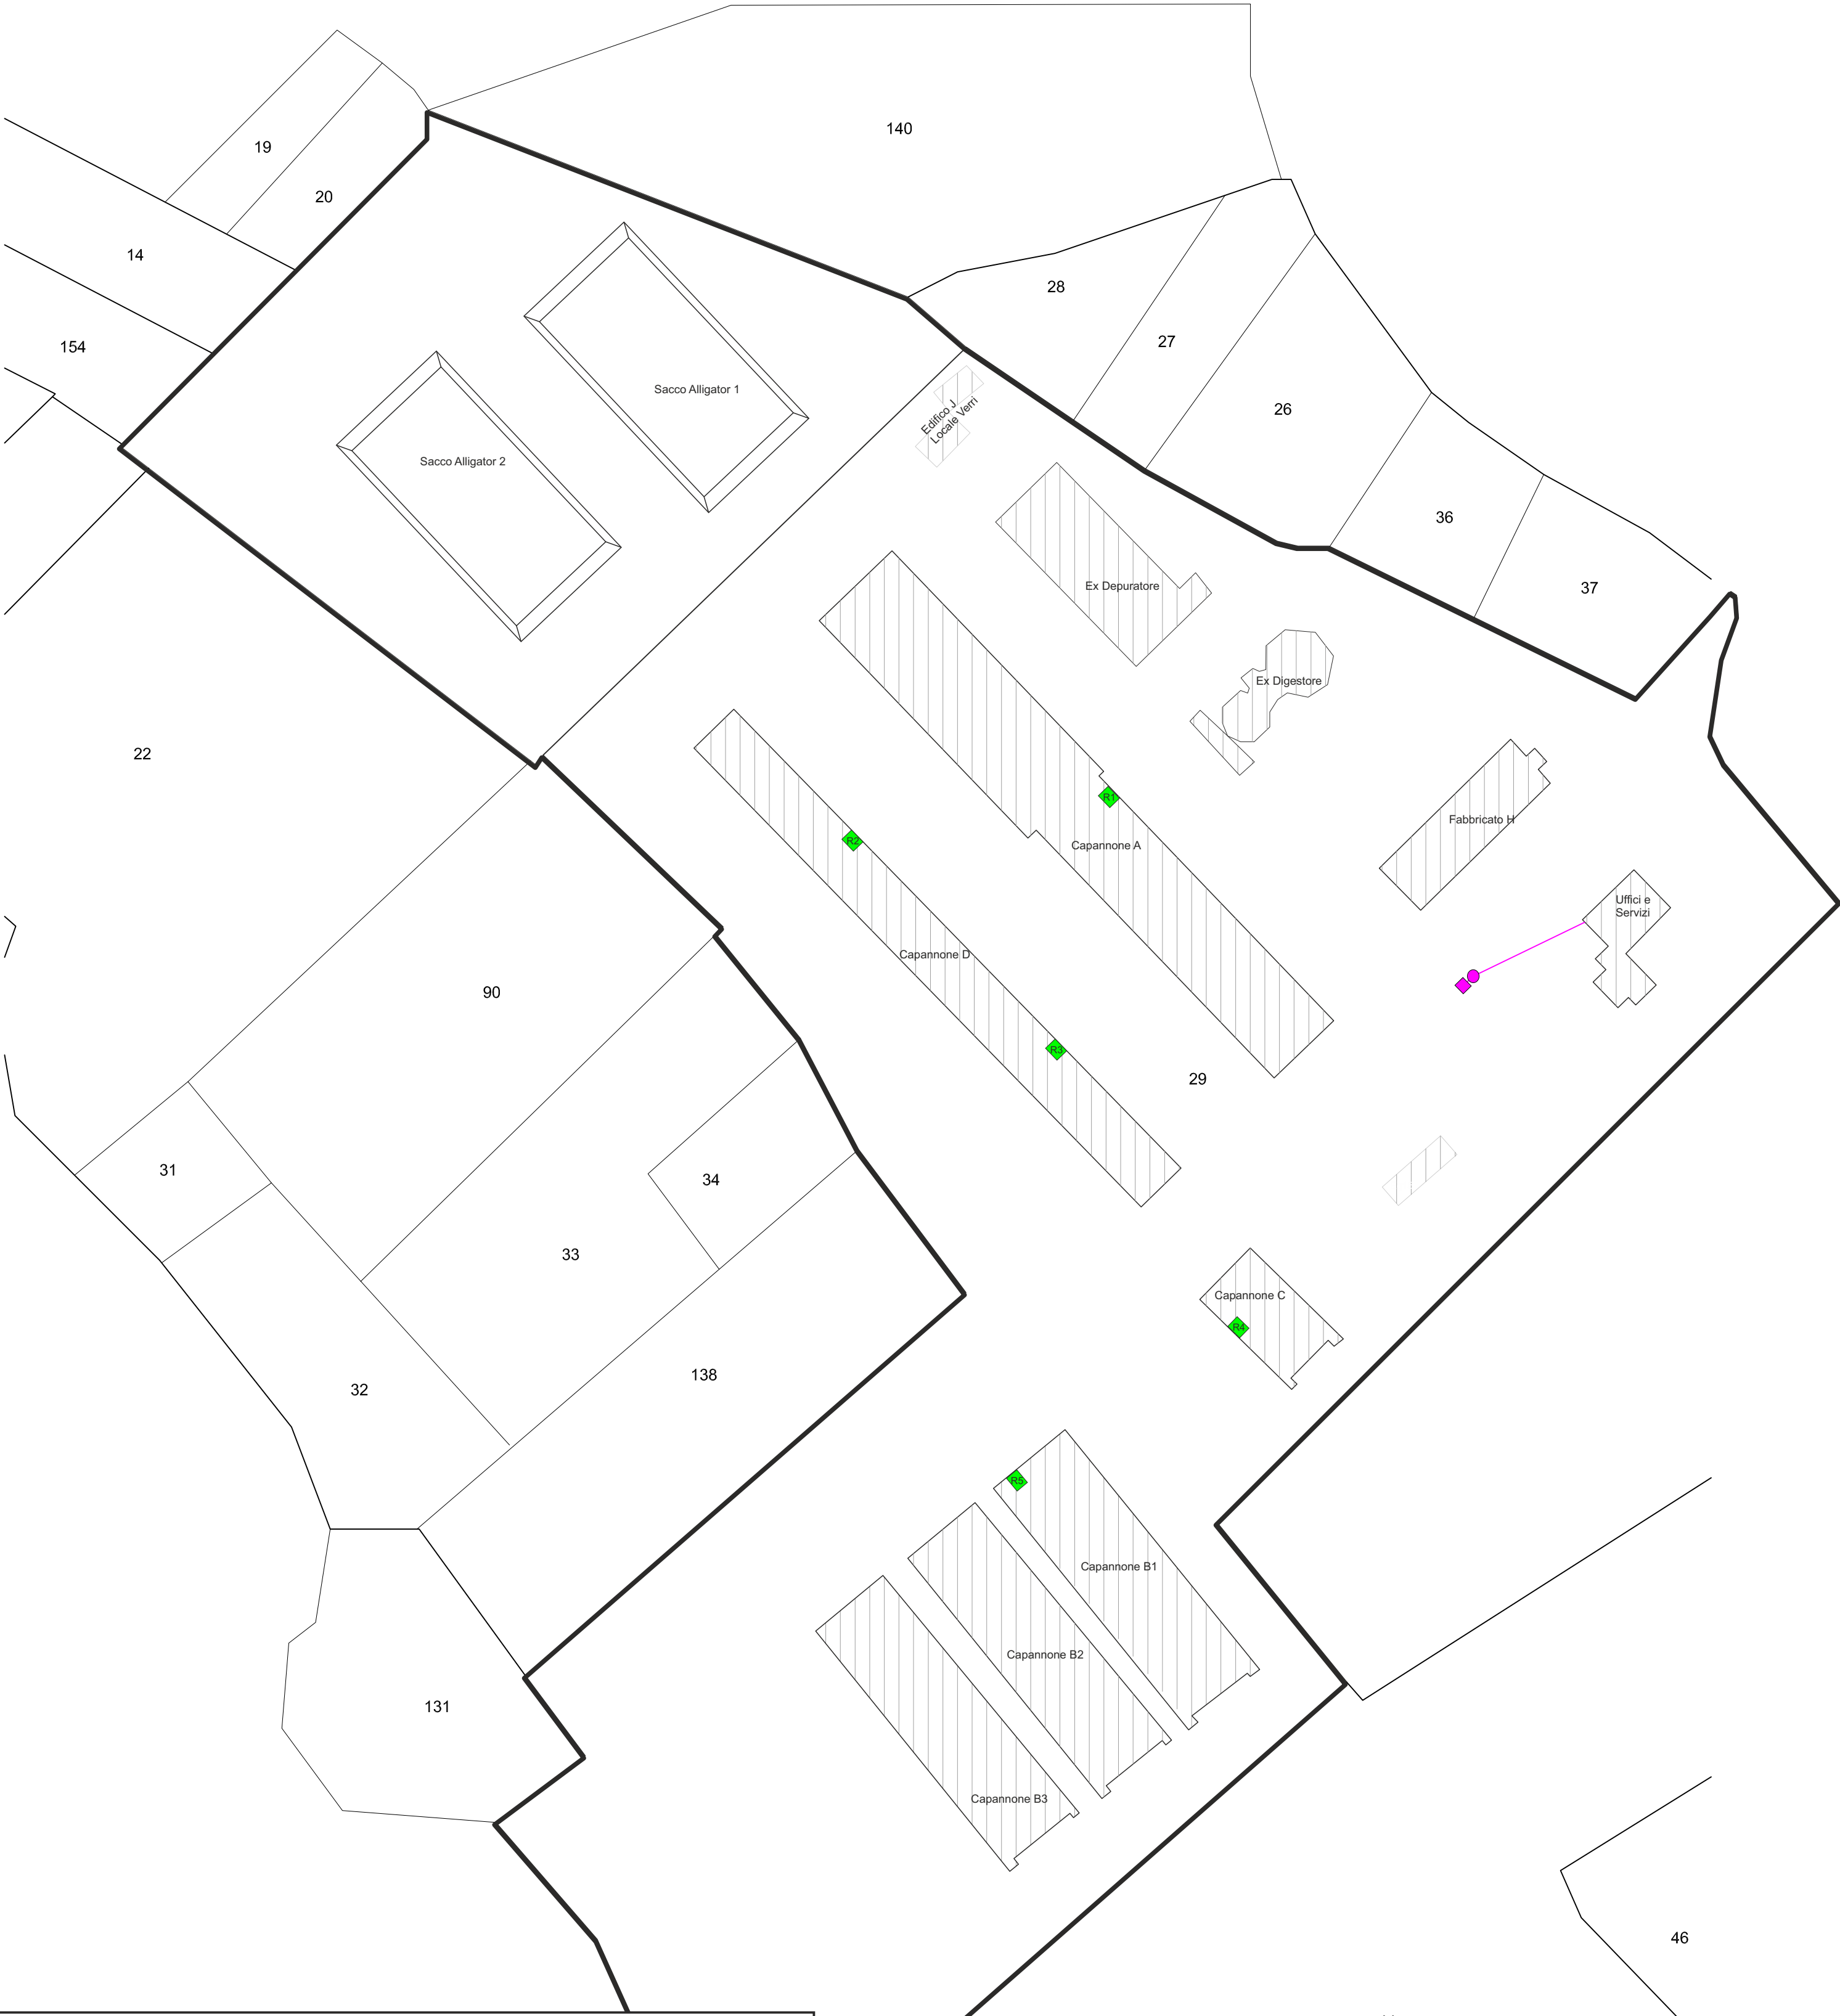 140
19
20
14
28
154
27
Sacco Alligator 1
26
Edifico J
Locale Verri
Sacco Alligator 2
36
Ex Depuratore
37
Ex Digestore
22
R1
Fabbricato H
R2
Capannone A
Uffici e
Servizi
Capannone D
90
R3
29
31
34
33
Capannone C
R4
138
32
R5
Capannone B1
Capannone B2
131
Capannone B3
46